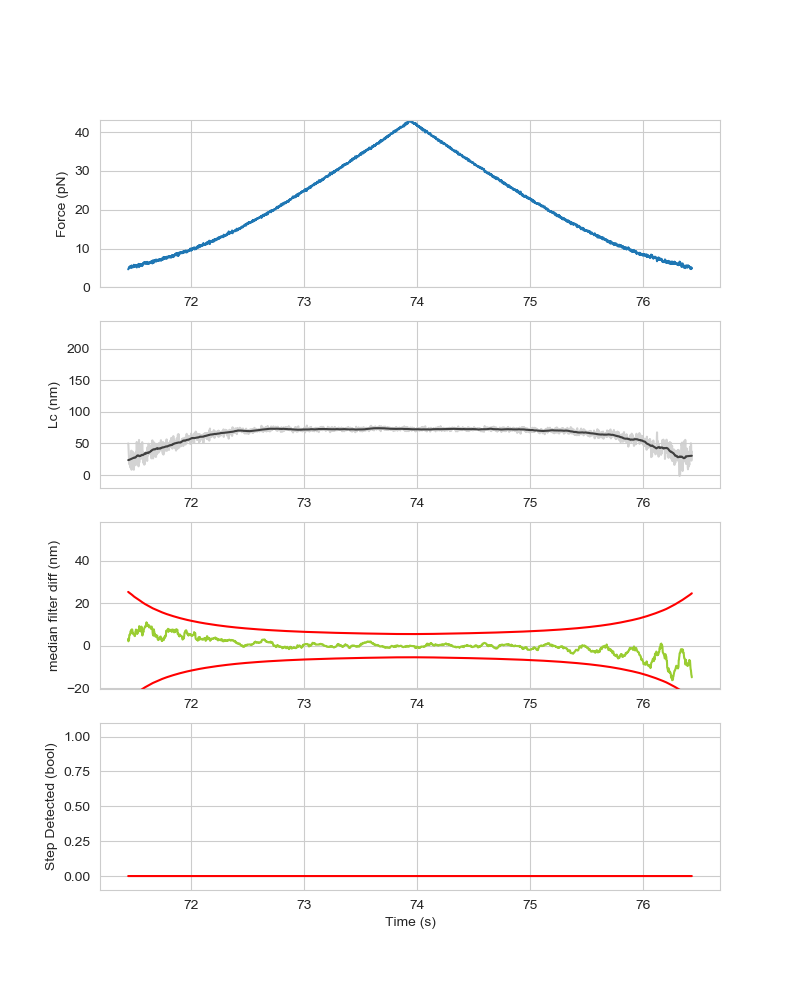 40
30
20
10
0
Force (pN)
72 73 74 75 76
200
150
100
50
0
Lc (nm)
72 73 74 75 76
40
20
0
−20
median filter diff (nm)
72 73 74 75 76
1.00
0.75
0.50
0.25
0.00
Step Detected (bool)
72 73 74 75 76
Time (s)